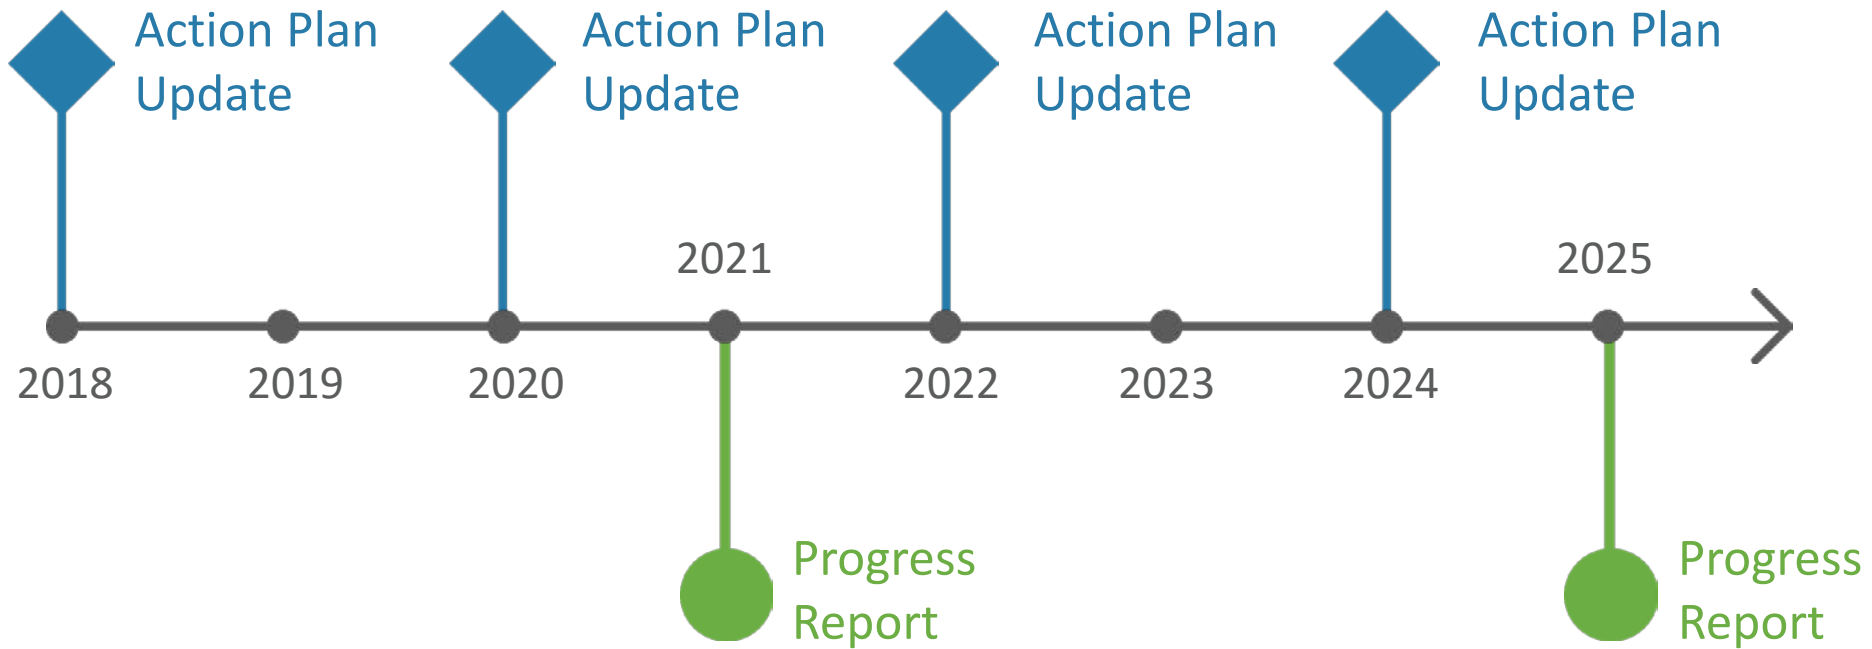 Action Plan
Update
Action Plan
Update
Action Plan
Update
Action Plan
Update
2021
2025
2018
2019
2020
2022
2023
2024
Progress
Report
Progress
Report